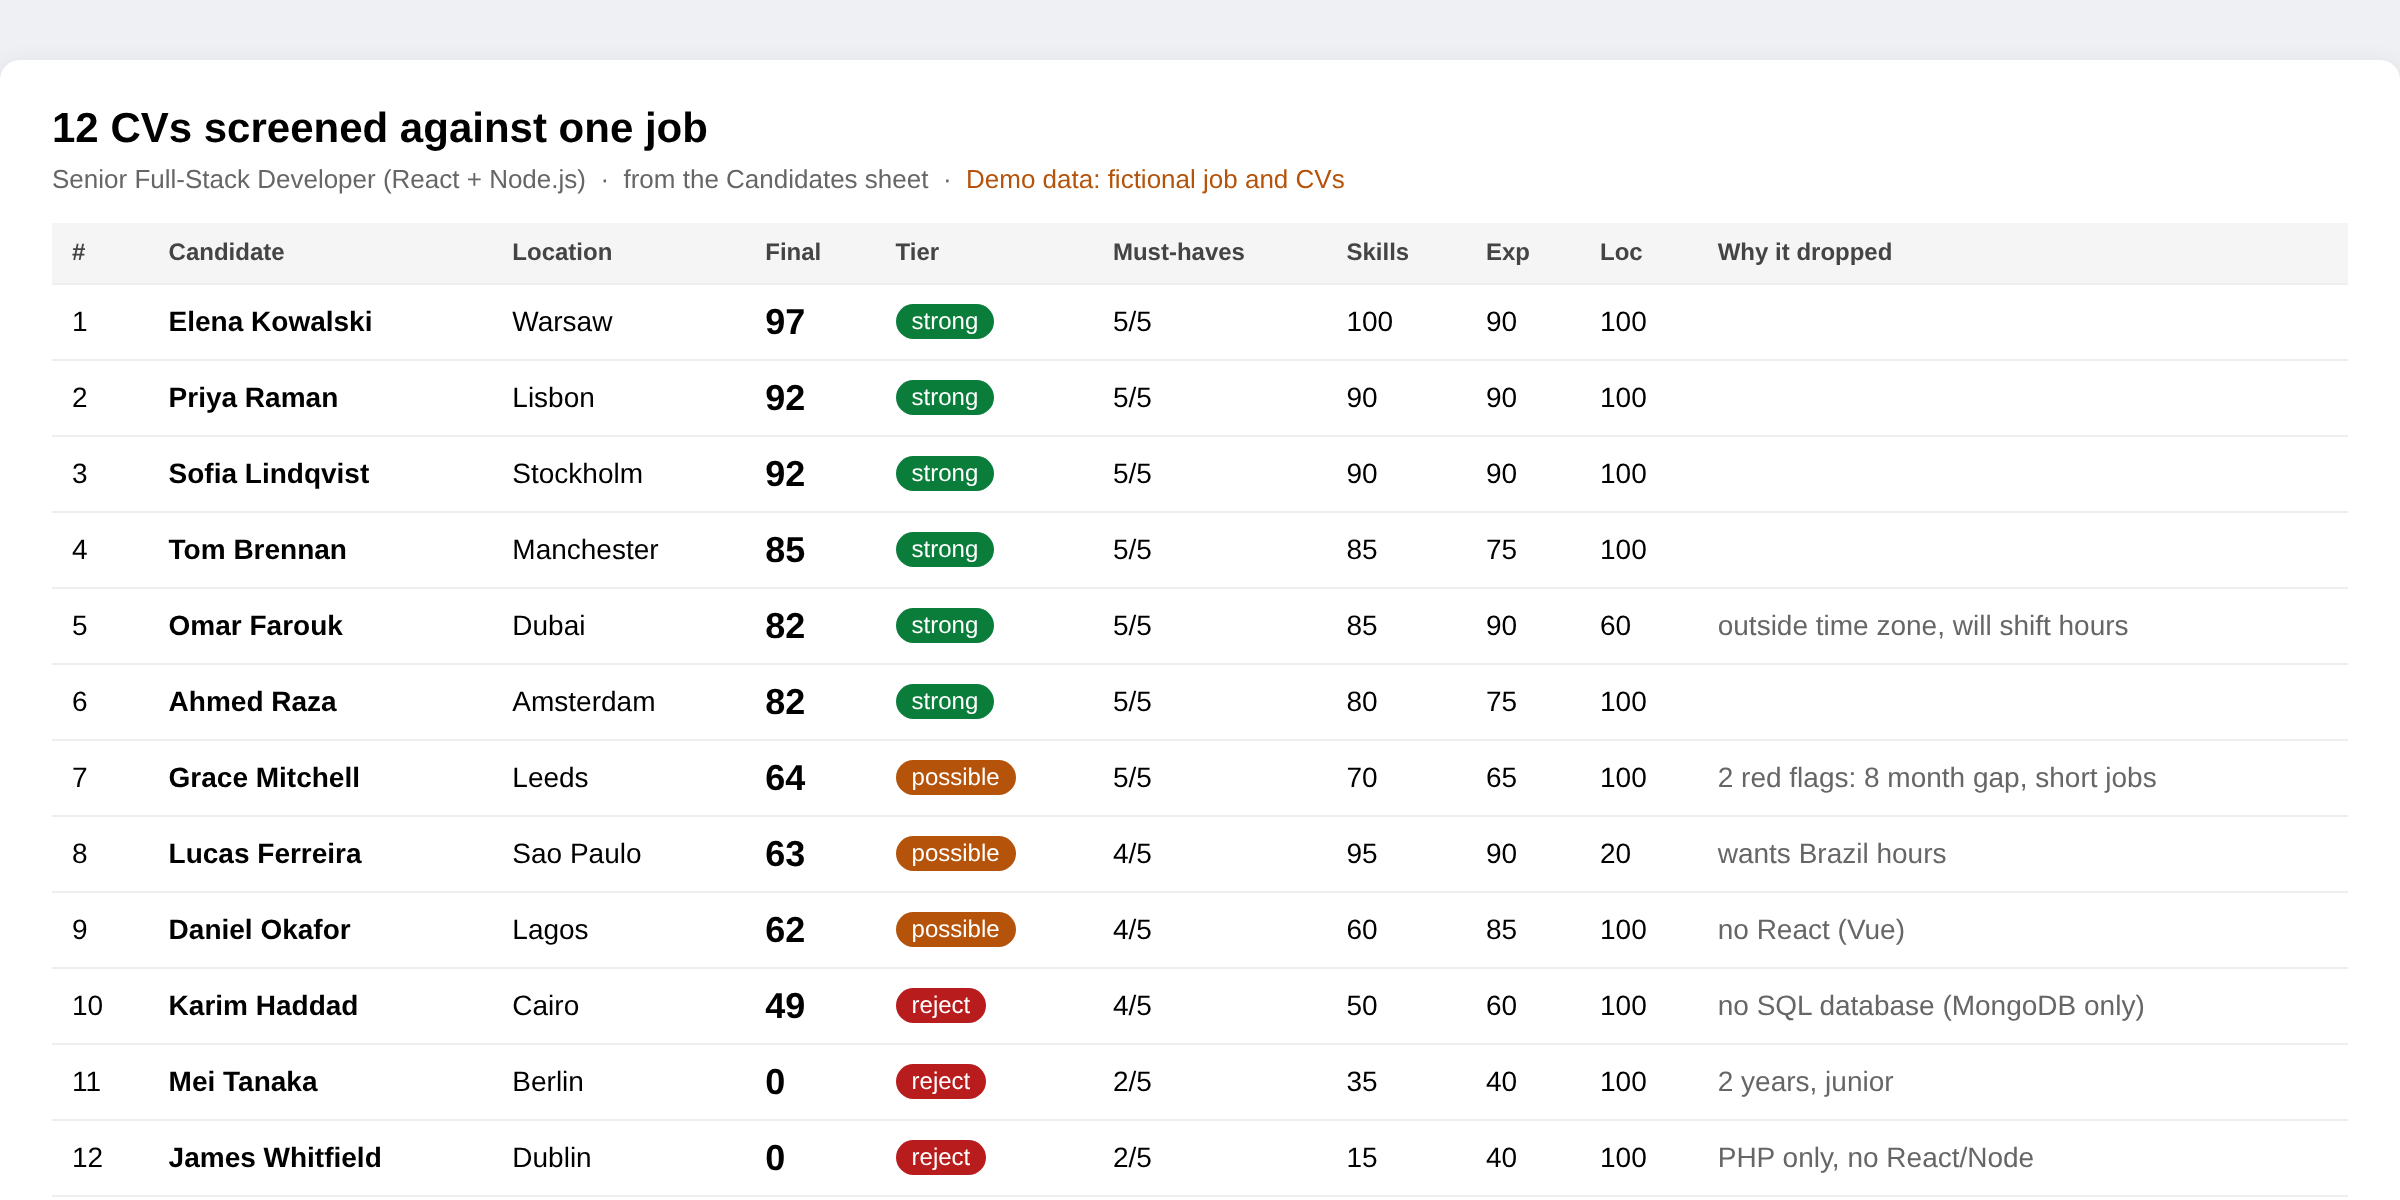 12 CVs screened against one job
Senior Full-Stack Developer (React + Node.js) · from the Candidates sheet · Demo data: fictional job and CVs
# Candidate Location Final Tier Must-haves Skills Exp Loc Why it dropped
1 Elena Kowalski Warsaw 97 strong 5/5 100 90 100
2 Priya Raman Lisbon 92 strong 5/5 90 90 100
3 Sofia Lindqvist Stockholm 92 strong 5/5 90 90 100
4 Tom Brennan Manchester 85 strong 5/5 85 75 100
5 Omar Farouk Dubai 82 strong 5/5 85 90 60 outside time zone, will shift hours
6 Ahmed Raza Amsterdam 82 strong 5/5 80 75 100
7 Grace Mitchell Leeds 64 possible 5/5 70 65 100 2 red flags: 8 month gap, short jobs
8 Lucas Ferreira Sao Paulo 63 possible 4/5 95 90 20 wants Brazil hours
9 Daniel Okafor Lagos 62 possible 4/5 60 85 100 no React (Vue)
10 Karim Haddad Cairo 49 reject 4/5 50 60 100 no SQL database (MongoDB only)
11 Mei Tanaka Berlin 0 reject 2/5 35 40 100 2 years, junior
12 James Whitfield Dublin 0 reject 2/5 15 40 100 PHP only, no React/Node